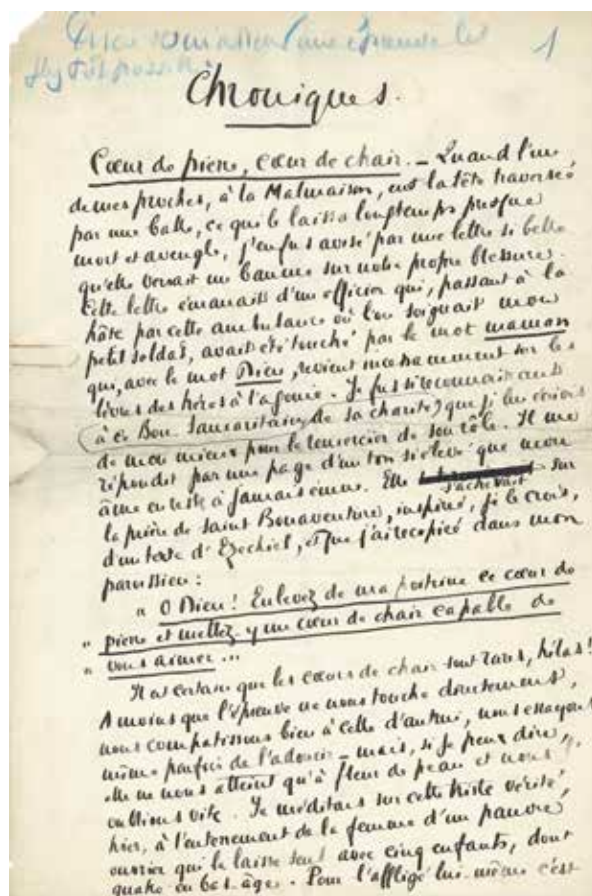 une épreuve le
plus tôt possible
1
Chroniques.
Cœur de pierre, cœur de chair. — Quand l'un
de mes proches, à la Malmaison, eut la tête traversée
par une balle, ce qui le laissa longtemps presque
mort et aveugle, j'en fus avisé par une lettre si belle
qu'elle versait un baume sur notre propre blessure.
Cette lettre émanait d'un officier qui, passant à la
hâte par cette ambulance où l'on soignait mon
petit soldat, avait été touché par le mot maman
qui, avec le mot Dieu, revient incessamment sur les
lèvres des héros à l'agonie. Je fus si reconnaissant
à ce Bon Samaritain, de sa charité, que je lui écrivis
de mon mieux pour le remercier de son rôle. Il me
répondit par une page d'un ton si élevé que mon
âme en reste à jamais émue. Elle s'achevait sur
la prière de Saint Bonaventure, inspirée, je le crois,
d'un texte d'Ezéchiel, et que j'ai recopiée dans mon
paroissien :
" O Dieu ! Enlevez de ma poitrine ce cœur de
" pierre et mettez-y un cœur de chair capable de
" vous aimer...
Il est certain que les cœurs de chair sont rares, hélas !
A moins que l'épreuve ne nous touche directement,
nous compatissons bien à celle d'autrui, nous essayons
même parfois de l'adoucir — mais, si je peux dire,
elle ne nous atteint qu'à fleur de peau et nous
oublions vite. Je méditais sur cette triste vérité,
hier, à l'enterrement de la femme d'un pauvre
ouvrier qui le laisse seul avec cinq enfants, dont
quatre en bas âge. Pour l'affligé lui-même c'est